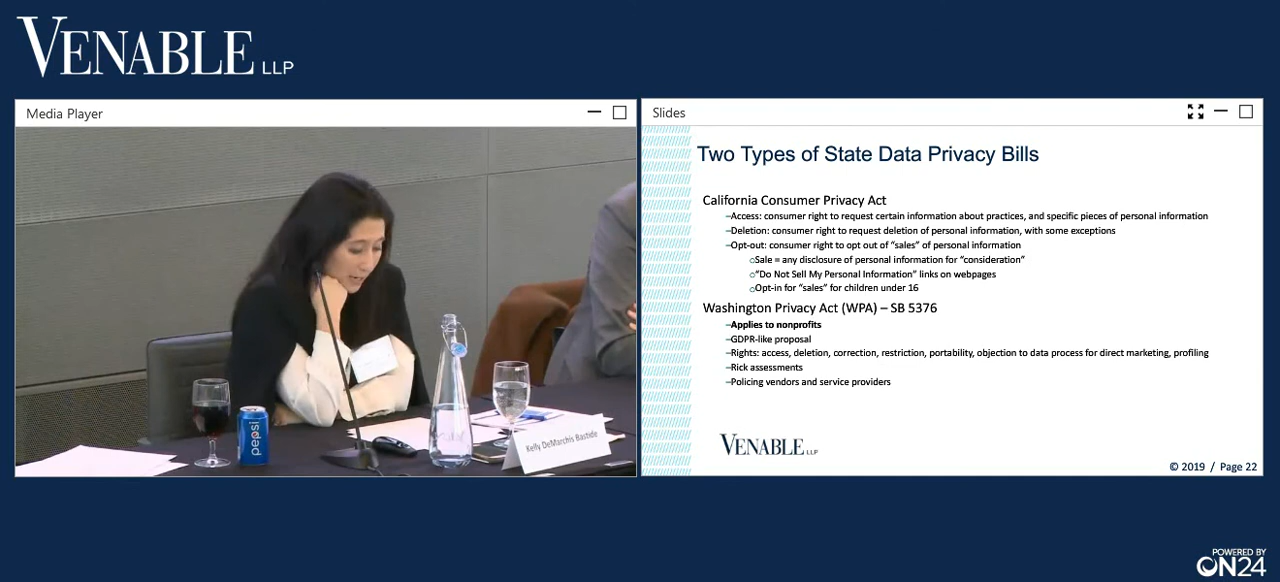 VENABLE LLP
Media Player
pepsi
Kelly DeMarchis Bastide
Slides
Two Types of State Data Privacy Bills
California Consumer Privacy Act
–Access: consumer right to request certain information about practices, and specific pieces of personal information
–Deletion: consumer right to request deletion of personal information, with some exceptions
–Opt-out: consumer right to opt out of “sales” of personal information
oSale = any disclosure of personal information for “consideration”
o“Do Not Sell My Personal Information” links on webpages
oOpt-in for “sales” for children under 16
Washington Privacy Act (WPA) – SB 5376
–Applies to nonprofits
–GDPR-like proposal
–Rights: access, deletion, correction, restriction, portability, objection to data process for direct marketing, profiling
–Rick assessments
–Policing vendors and service providers
VENABLE LLP
© 2019 / Page 22
POWERED BY
ON24